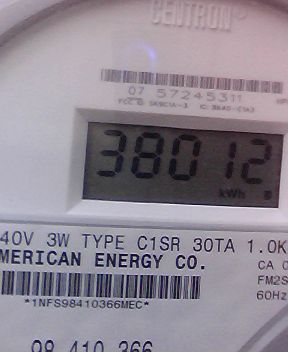 CENTRON
07 57245311
38012
kWh
40V 3W TYPE C1SR 30TA 1.0K
MERICAN ENERGY CO.
CA 0
FM2S
60Hz
*1NFS98410366MEC*
98 410 366